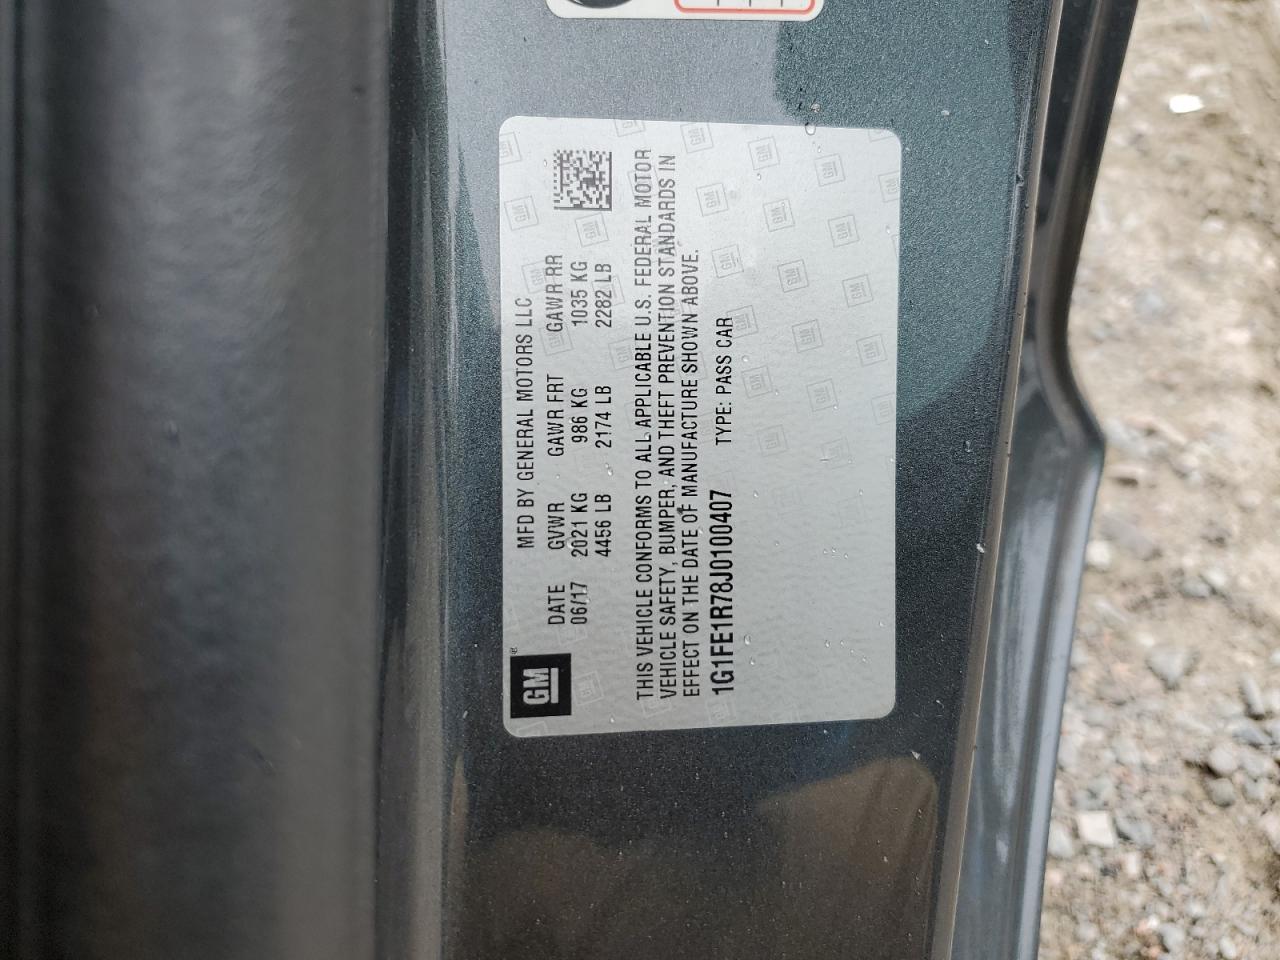 GM
MFD BY GENERAL MOTORS LLC
DATE GVWR GAWR FRT GAWR RR
06/17 2021 KG 986 KG 1035 KG
4456 LB 2174 LB 2282 LB
THIS VEHICLE CONFORMS TO ALL APPLICABLE U.S. FEDERAL MOTOR
VEHICLE SAFETY, BUMPER, AND THEFT PREVENTION STANDARDS IN
EFFECT ON THE DATE OF MANUFACTURE SHOWN ABOVE.
1G1FE1R78J0100407 TYPE: PASS CAR